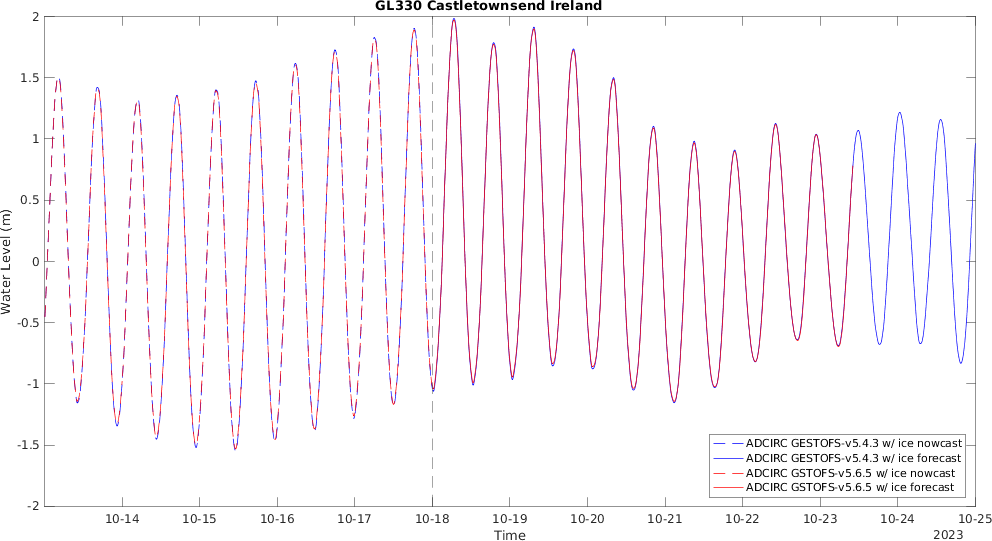 GL330 Castletownsend Ireland
2
1.5
1
0.5
0
-0.5
-1
-1.5
-2
Water Level (m)
ADCIRC GESTOFS-v5.4.3 w/ ice nowcast
ADCIRC GESTOFS-v5.4.3 w/ ice forecast
ADCIRC GSTOFS-v5.6.5 w/ ice nowcast
ADCIRC GSTOFS-v5.6.5 w/ ice forecast
10-14 10-15 10-16 10-17 10-18 10-19 10-20 10-21 10-22 10-23 10-24 10-25
Time
2023